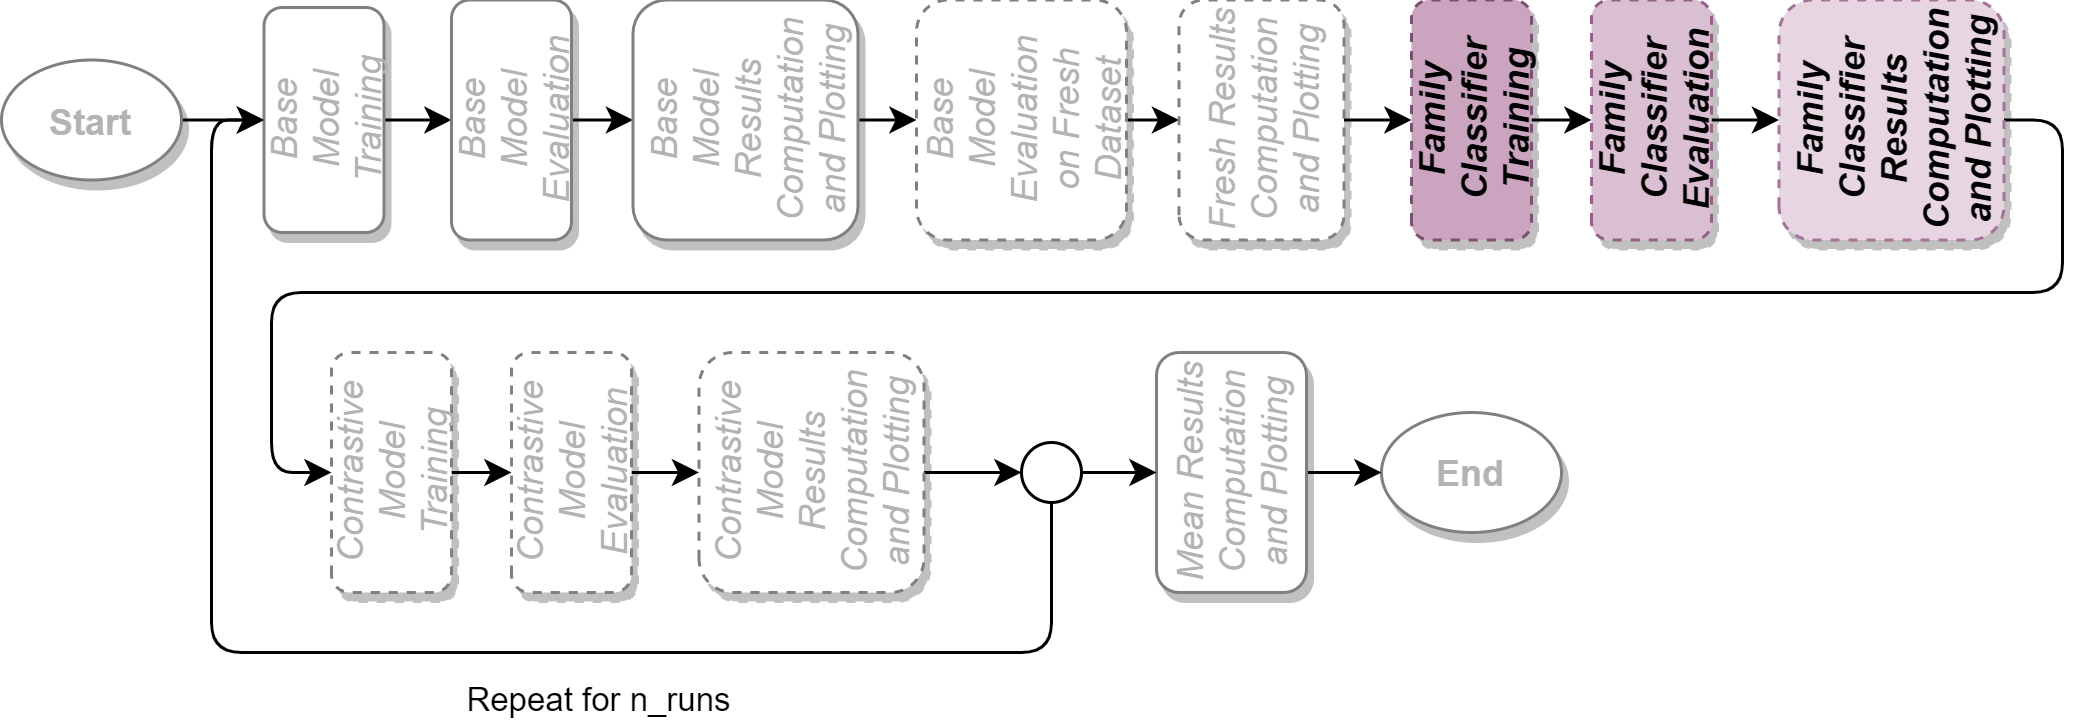 Start
Base
Model
Training
Base
Model
Evaluation
Base
Model
Results
Computation
and Plotting
Base
Model
Evaluation
on Fresh
Dataset
Fresh Results
Computation
and Plotting
Family
Classifier
Training
Family
Classifier
Evaluation
Family
Classifier
Results
Computation
and Plotting
Contrastive
Model
Training
Contrastive
Model
Evaluation
Contrastive
Model
Results
Computation
and Plotting
Mean Results
Computation
and Plotting
End
Repeat for n_runs